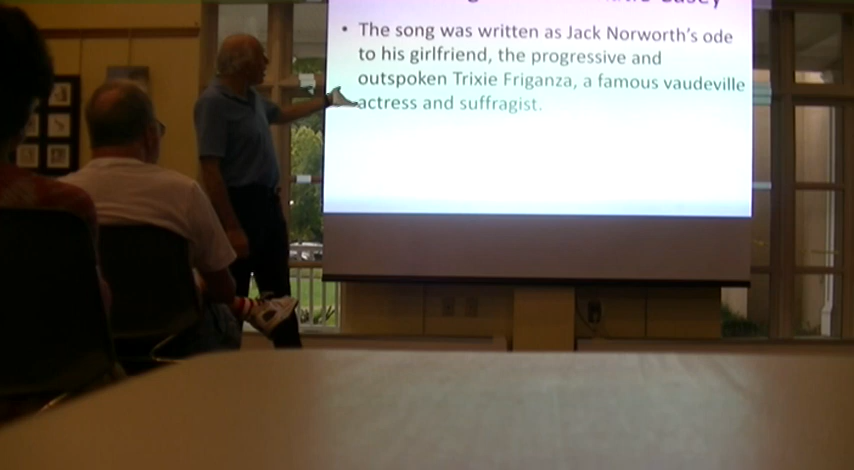 Casey
• The song was written as Jack Norworth's ode
to his girlfriend, the progressive and
outspoken Trixie Friganza, a famous vaudeville
actress and suffragist.